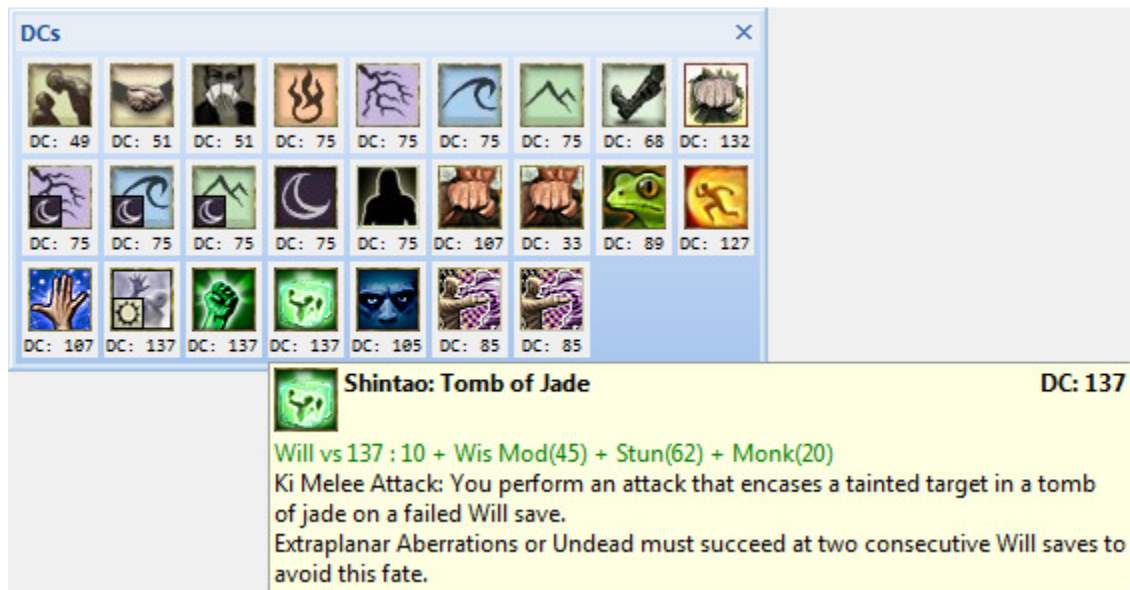 DCs
DC: 49 DC: 51 DC: 51 DC: 75 DC: 75 DC: 75 DC: 75 DC: 68 DC: 132
DC: 75 DC: 75 DC: 75 DC: 75 DC: 75 DC: 107 DC: 33 DC: 89 DC: 127
DC: 107 DC: 137 DC: 137 DC: 137 DC: 105 DC: 85 DC: 85
Shintao: Tomb of Jade DC: 137
Will vs 137 : 10 + Wis Mod(45) + Stun(62) + Monk(20)
Ki Melee Attack: You perform an attack that encases a tainted target in a tomb
of jade on a failed Will save.
Extraplanar Aberrations or Undead must succeed at two consecutive Will saves to
avoid this fate.